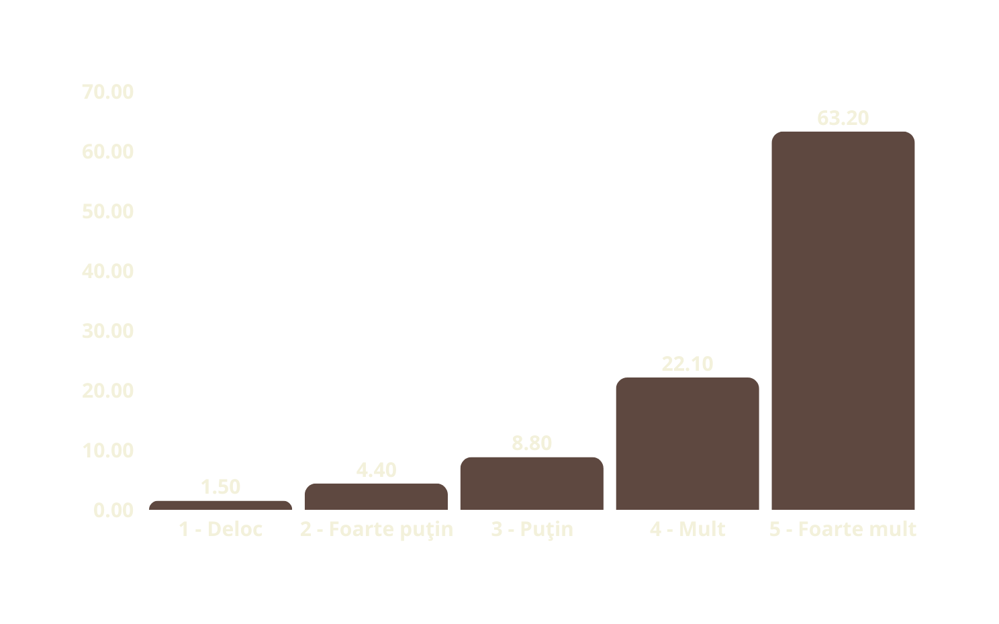 70.00
60.00
50.00
40.00
30.00
20.00
10.00
0.00
1.50
4.40
8.80
22.10
63.20
1 - Deloc
2 - Foarte puţin
3 - Puţin
4 - Mult
5 - Foarte mult